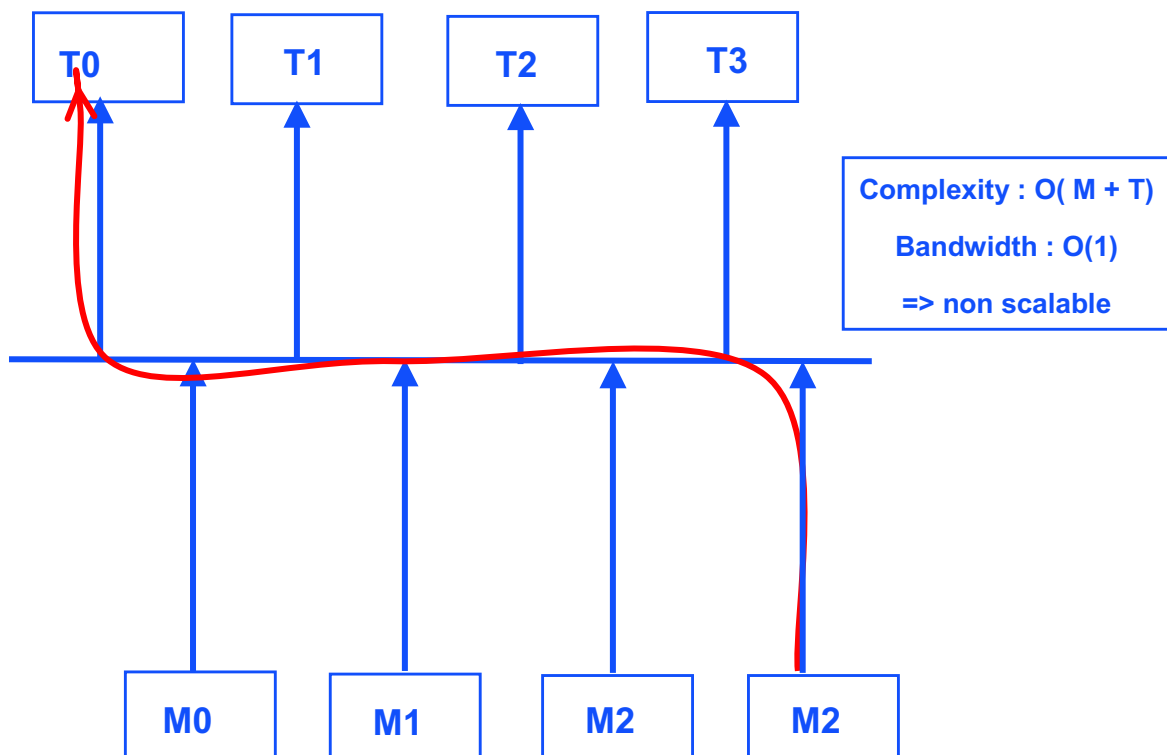 T0
T1
T2
T3
Complexity : O( M + T)
Bandwidth : O(1)
=> non scalable
M0
M1
M2
M2